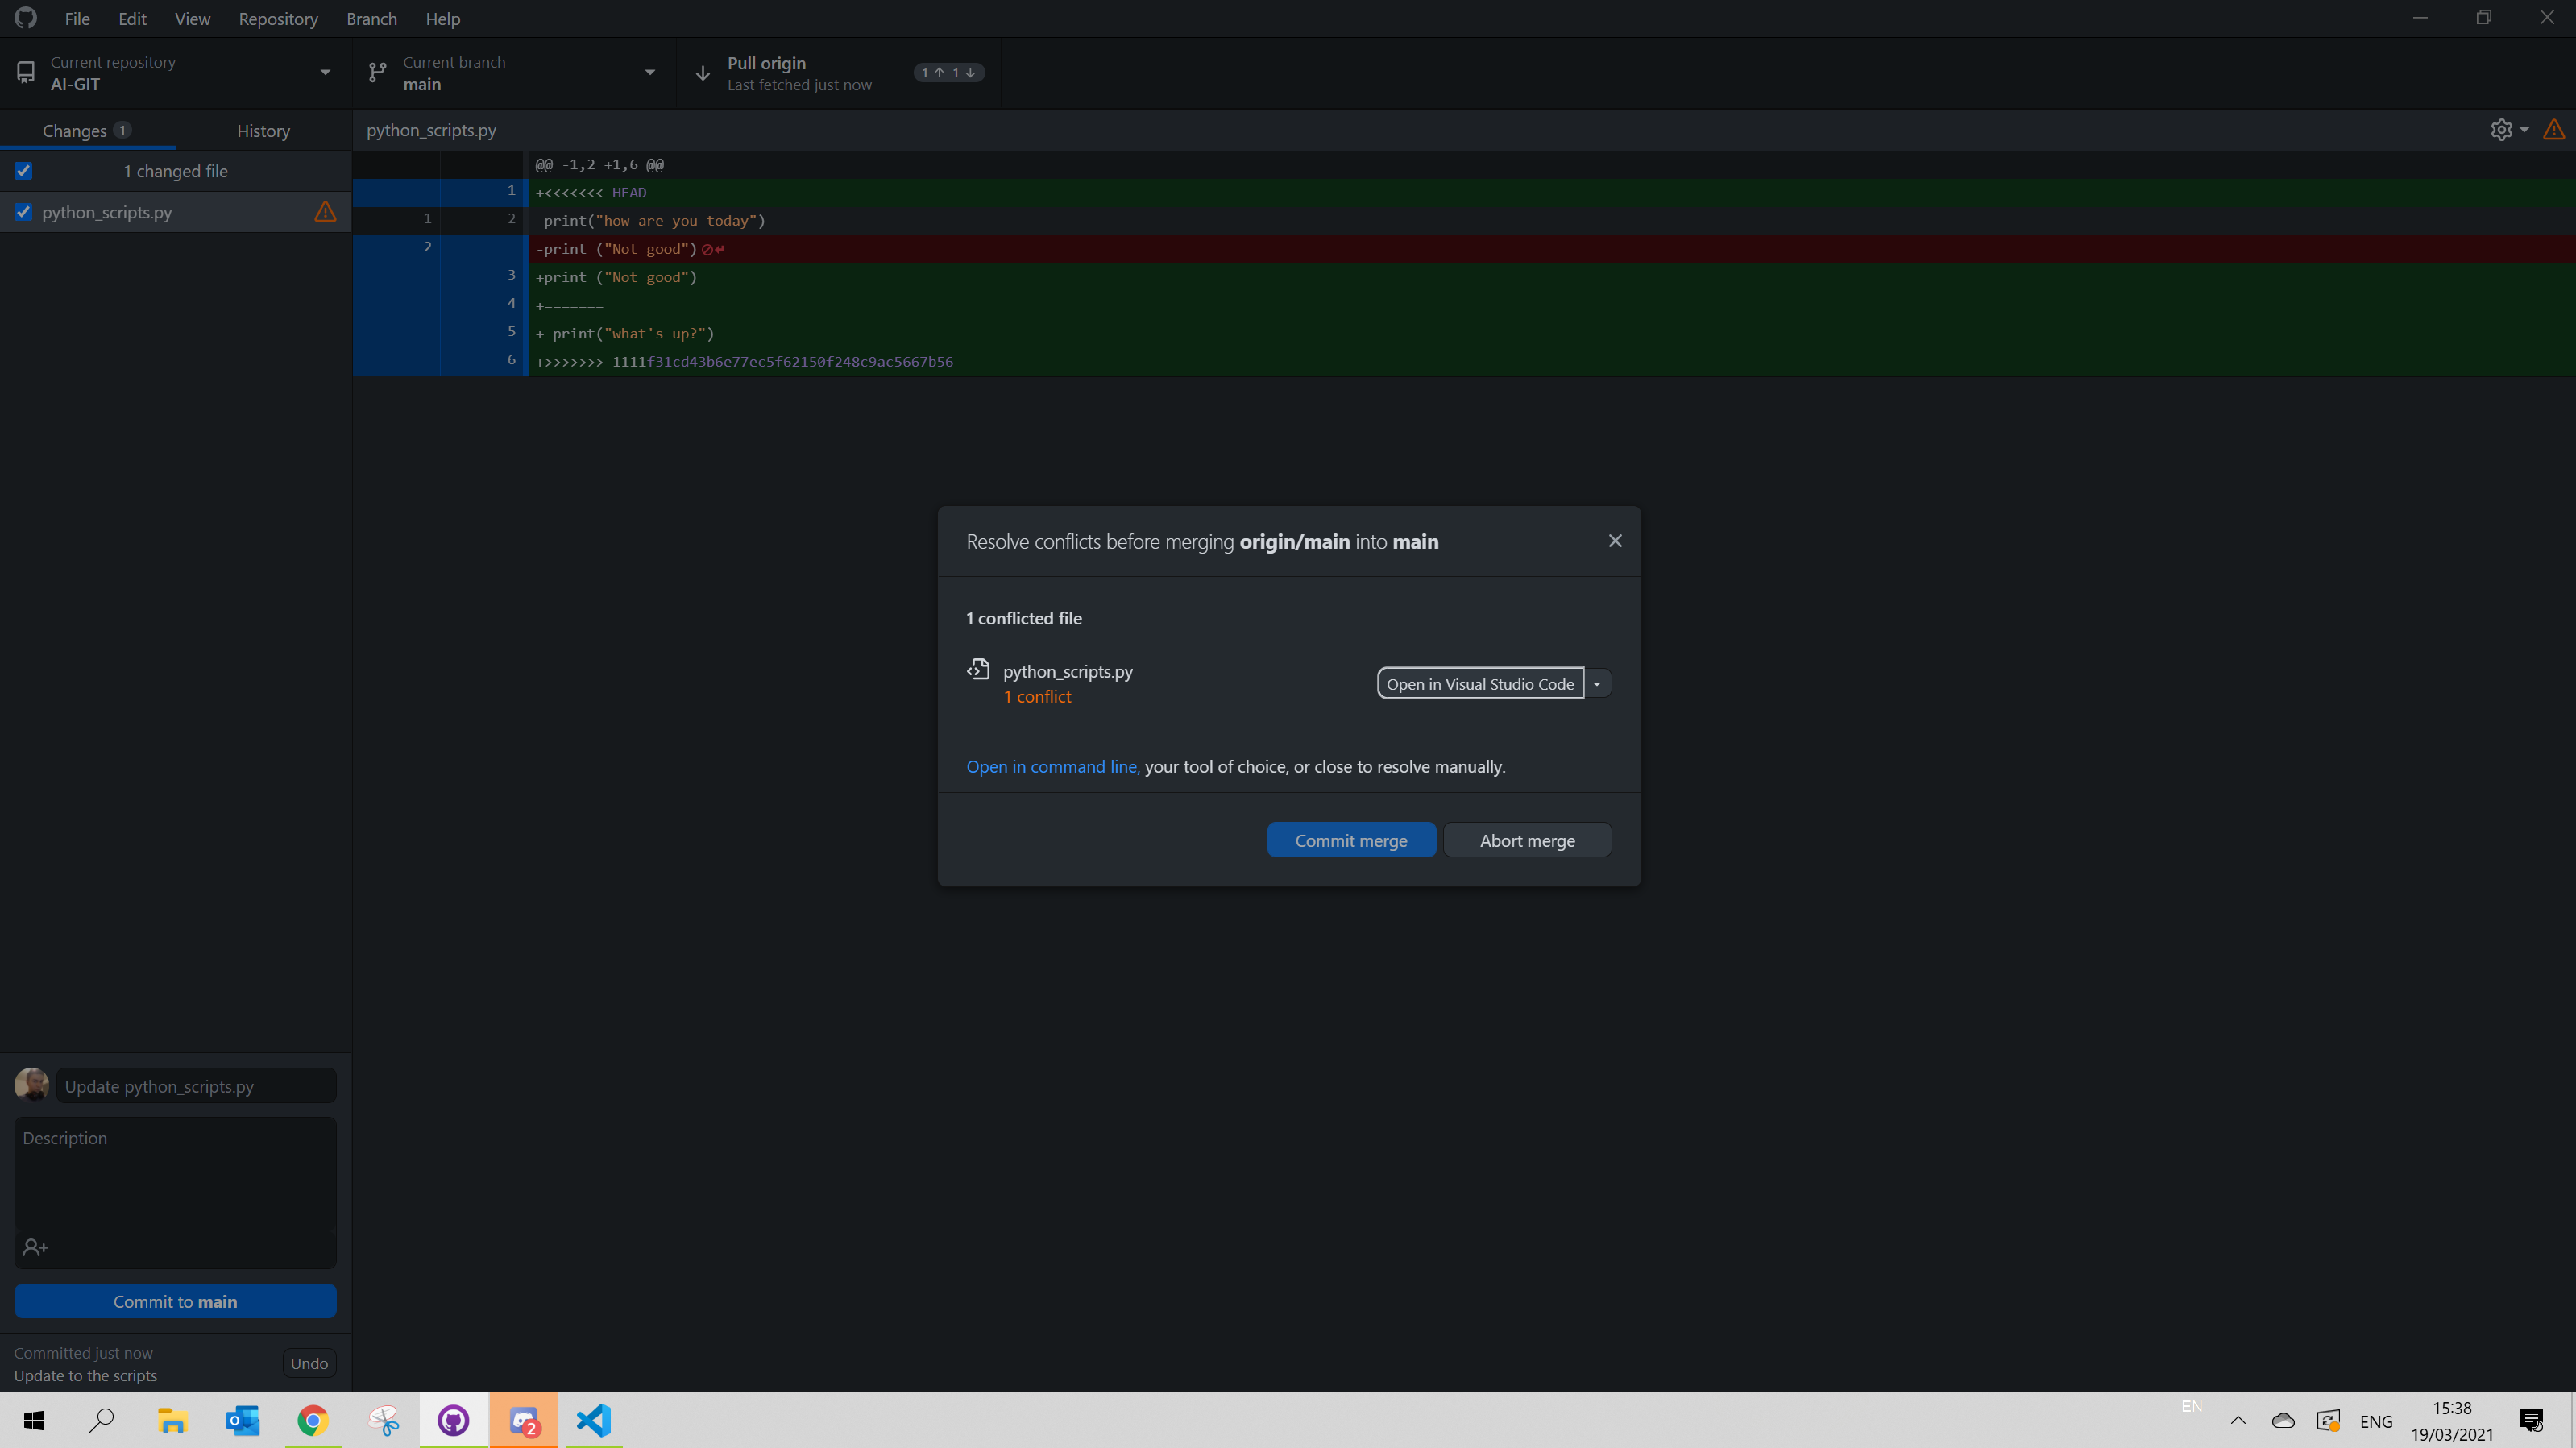 File Edit View Repository Branch Help
Current repository
AI-GIT
Current branch
main
Pull origin
Last fetched just now
1 ↑ 1 ↓
Changes 1
History
python_scripts.py
1 changed file
python_scripts.py
@@ -1,2 +1,6 @@
1 +<<<<<<< HEAD
1 2 print("how are you today")
2 -print ("Not good")
3 +print ("Not good")
4 +=======
5 + print("what's up?")
6 +>>>>>>> 1111f31cd43b6e77ec5f62150f248c9ac5667b56
Resolve conflicts before merging origin/main into main
1 conflicted file
python_scripts.py
1 conflict
Open in Visual Studio Code
Open in command line, your tool of choice, or close to resolve manually.
Commit merge
Abort merge
Update python_scripts.py
Description
Commit to main
Committed just now
Update to the scripts
Undo
2
EN
ENG
15:38
19/03/2021